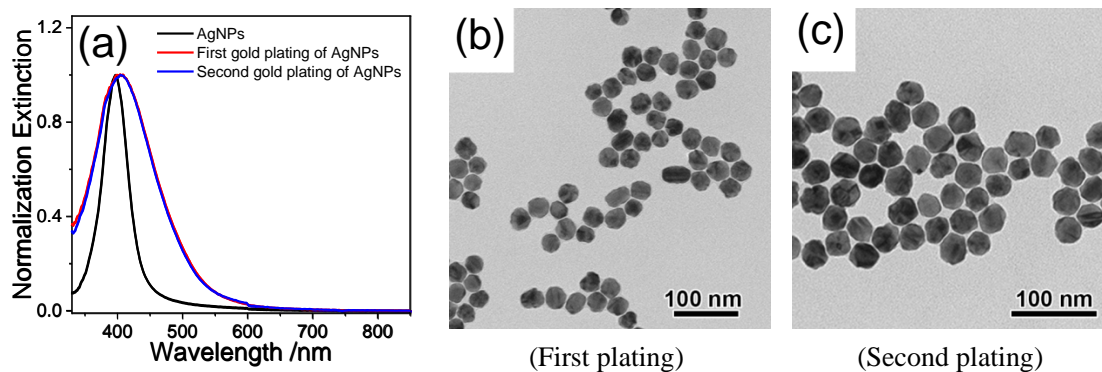 (a)
AgNPs
First gold plating of AgNPs
Second gold plating of AgNPs
Normalization Extinction
1.2
0.8
0.4
0.0
400 500 600 700 800
Wavelength /nm
(b)
100 nm
(First plating)
(c)
100 nm
(Second plating)